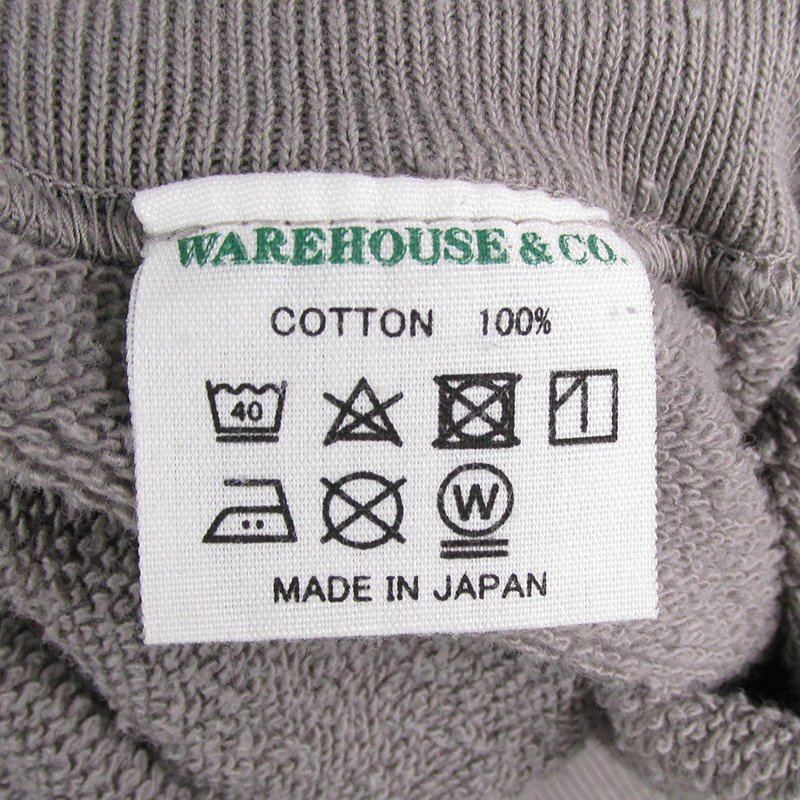 WAREHOUSE & CO.
COTTON 100%
40
W
MADE IN JAPAN